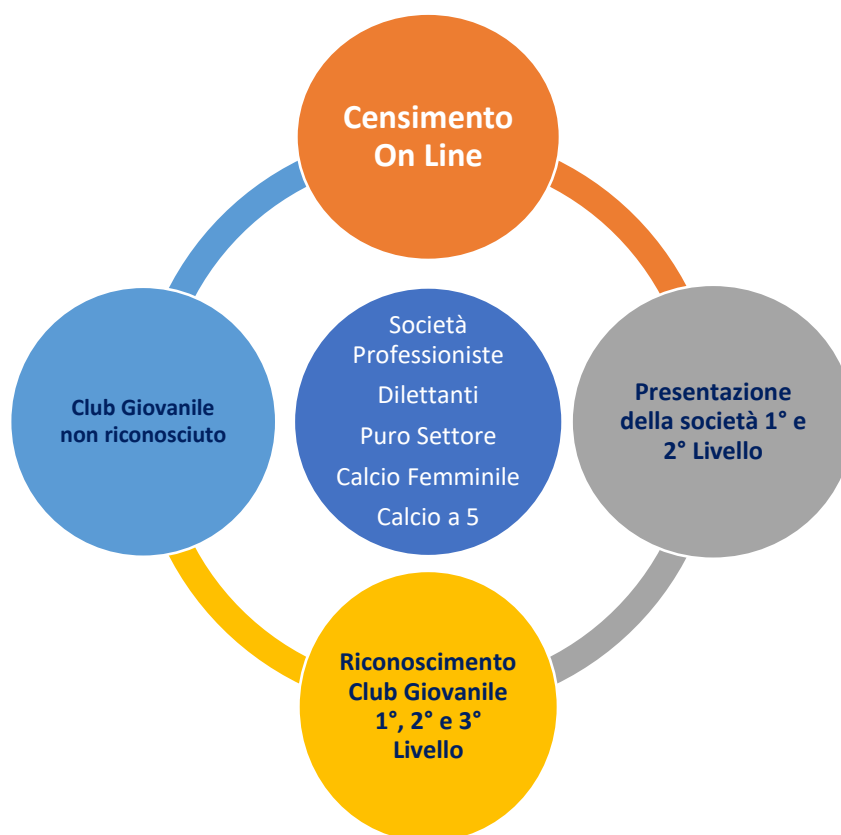 Censimento
On Line
Club Giovanile
non riconosciuto
Società
Professioniste
Dilettanti
Puro Settore
Calcio Femminile
Calcio a 5
Presentazione
della società 1° e
2° Livello
Riconoscimento
Club Giovanile
1°, 2° e 3°
Livello